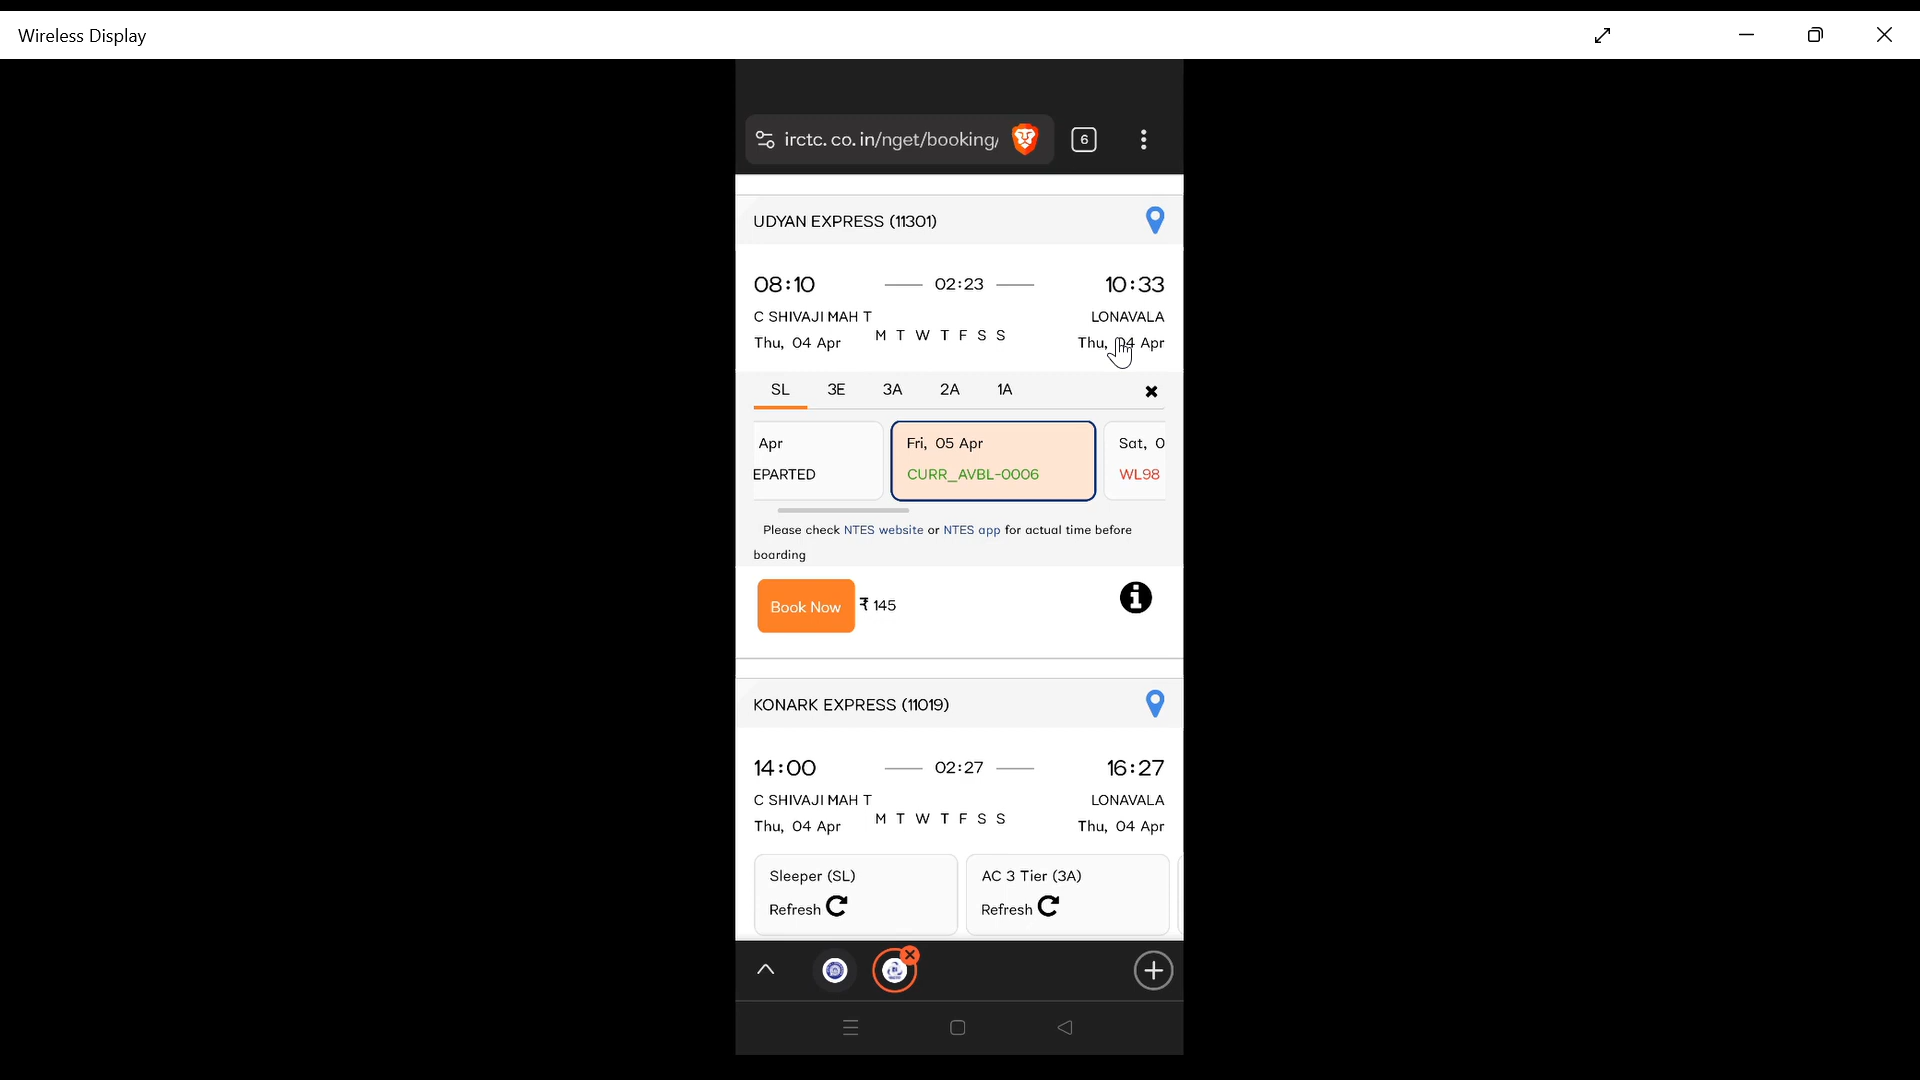 Wireless Display
irctc. co. in/nget/booking/
6
UDYAN EXPRESS (11301)
08:10 02:23 10:33
C SHIVAJI MAH T M T W T F S S LONAVALA
Thu, 04 Apr Thu, 04 Apr
SL 3E 3A 2A 1A
Apr Fri, 05 Apr Sat, 0
EPARTED CURR_AVBL-0006 WL98
Please check NTES website or NTES app for actual time before
boarding
Book Now ₹ 145
KONARK EXPRESS (11019)
14:00 02:27 16:27
C SHIVAJI MAH T M T W T F S S LONAVALA
Thu, 04 Apr Thu, 04 Apr
Sleeper (SL) AC 3 Tier (3A)
Refresh Refresh